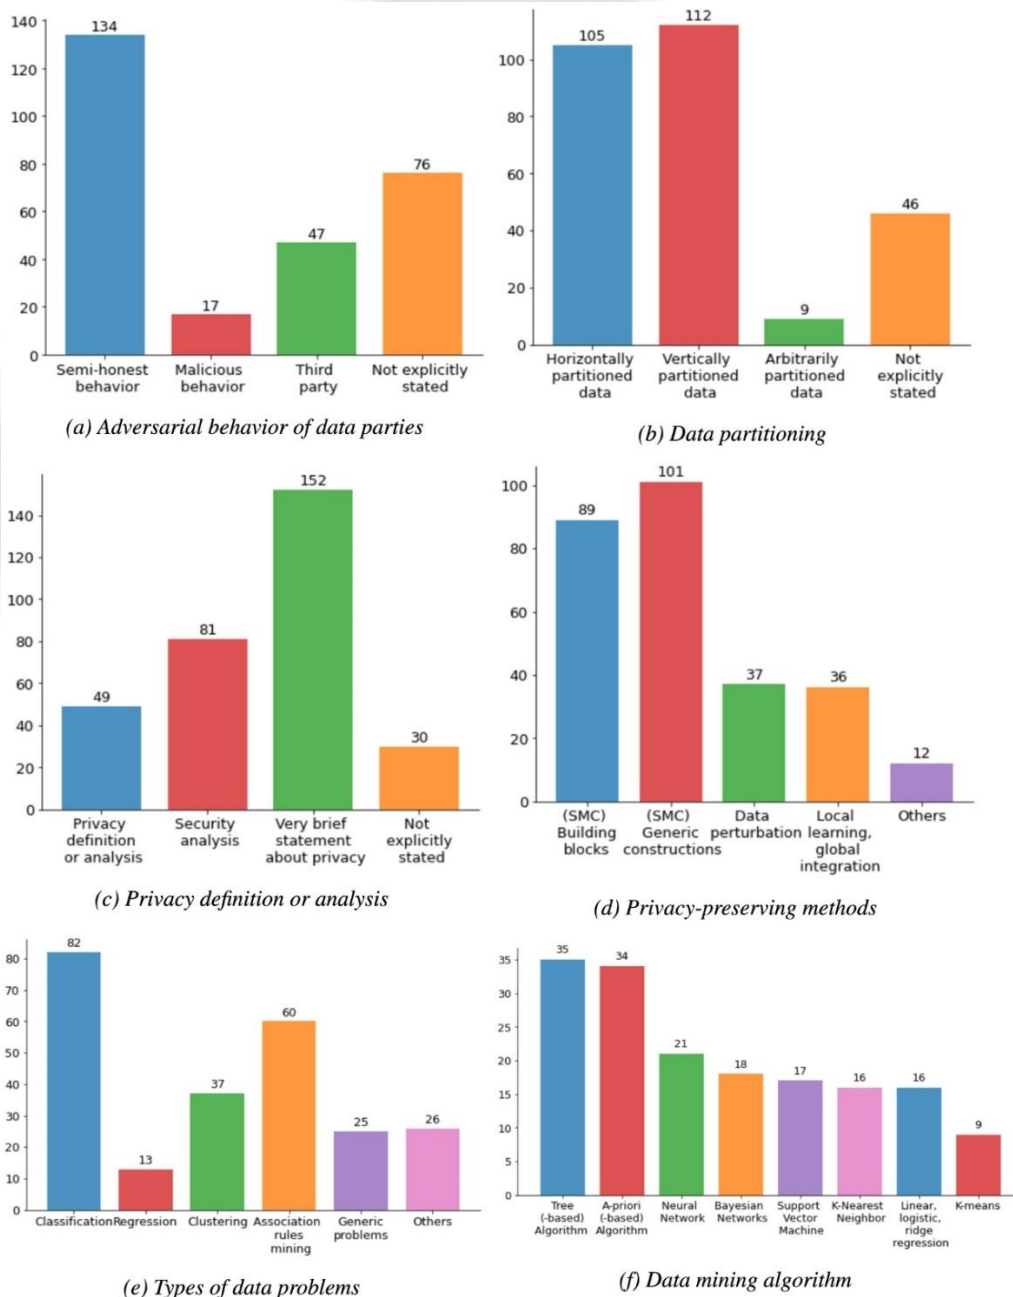 140
134
120
100
80
76
60
47
40
20
17
0
Semi-honest behavior
Malicious behavior
Third party
Not explicitly stated
(a) Adversarial behavior of data parties
112
105
100
80
60
46
40
20
9
0
Horizontally partitioned data
Vertically partitioned data
Arbitrarily partitioned data
Not explicitly stated
(b) Data partitioning
152
140
120
100
81
80
60
49
40
30
20
0
Privacy definition or analysis
Security analysis
Very brief statement about privacy
Not explicitly stated
(c) Privacy definition or analysis
101
100
89
80
60
40
37
36
20
12
0
(SMC) Building blocks
(SMC) Generic constructions
Data perturbation
Local learning, global integration
Others
(d) Privacy-preserving methods
82
80
70
60
60
50
40
37
30
25
26
20
13
10
0
Classification
Regression
Clustering
Association rules mining
Generic problems
Others
(e) Types of data problems
35
35
34
30
25
21
20
18
17
16
16
15
10
9
5
0
Tree (-based) Algorithm
A-priori (-based) Algorithm
Neural Network
Bayesian Networks
Support Vector Machine
K-Nearest Neighbor
Linear, logistic, ridge regression
K-means
(f) Data mining algorithm